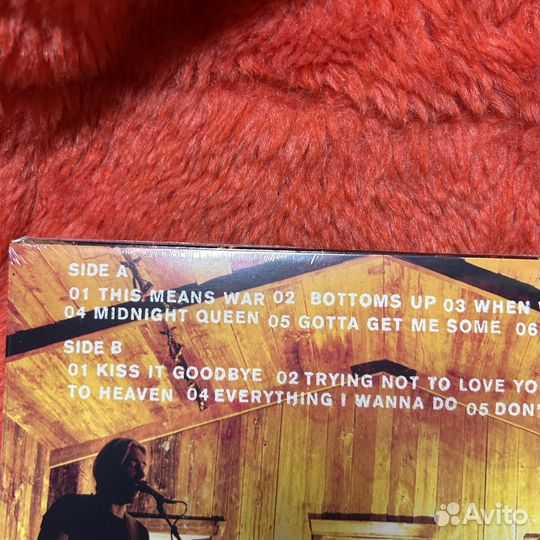 SIDE A
01 THIS MEANS WAR 02 BOTTOMS UP 03 WHEN
04 MIDNIGHT QUEEN 05 GOTTA GET ME SOME 06
SIDE B
01 KISS IT GOODBYE 02 TRYING NOT TO LOVE YO
TO HEAVEN 04 EVERYTHING I WANNA DO 05 DON'
Avito